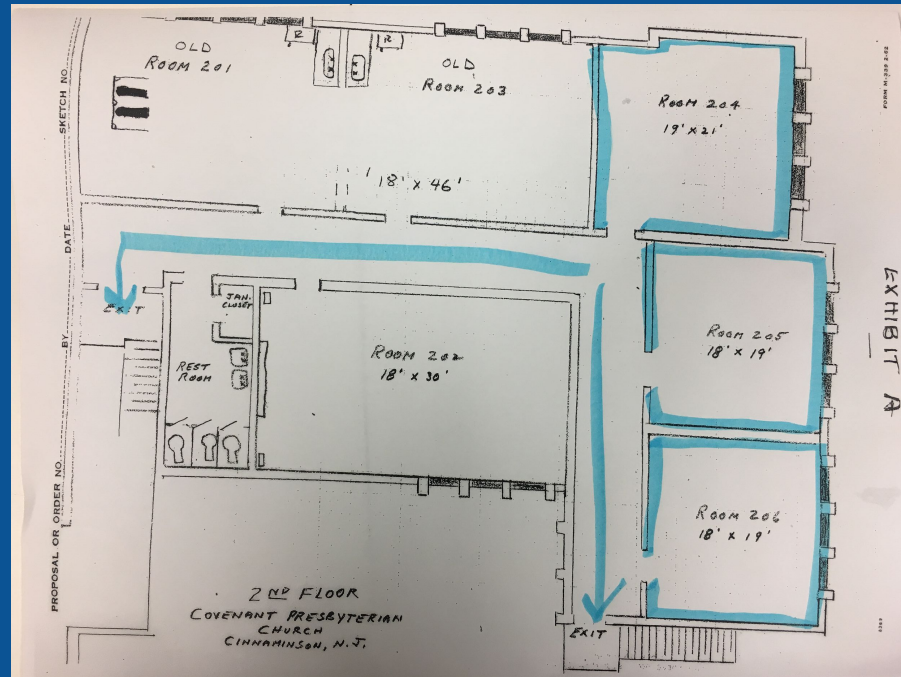 OLD
ROOM 201
R
R
OLD
ROOM 203
ROOM 204
19' x 21'
18' x 46'
EXIT
JAN.
CLOSET
REST
ROOM
ROOM 202
18' x 30'
ROOM 205
18' x 19'
ROOM 206
18' x 19'
EXIT
2ND FLOOR
COVENANT PRESBYTERIAN
CHURCH
CINNAMINSON, N.J.
PROPOSAL OR ORDER NO. BY DATE SKETCH NO.
EXHIBIT A